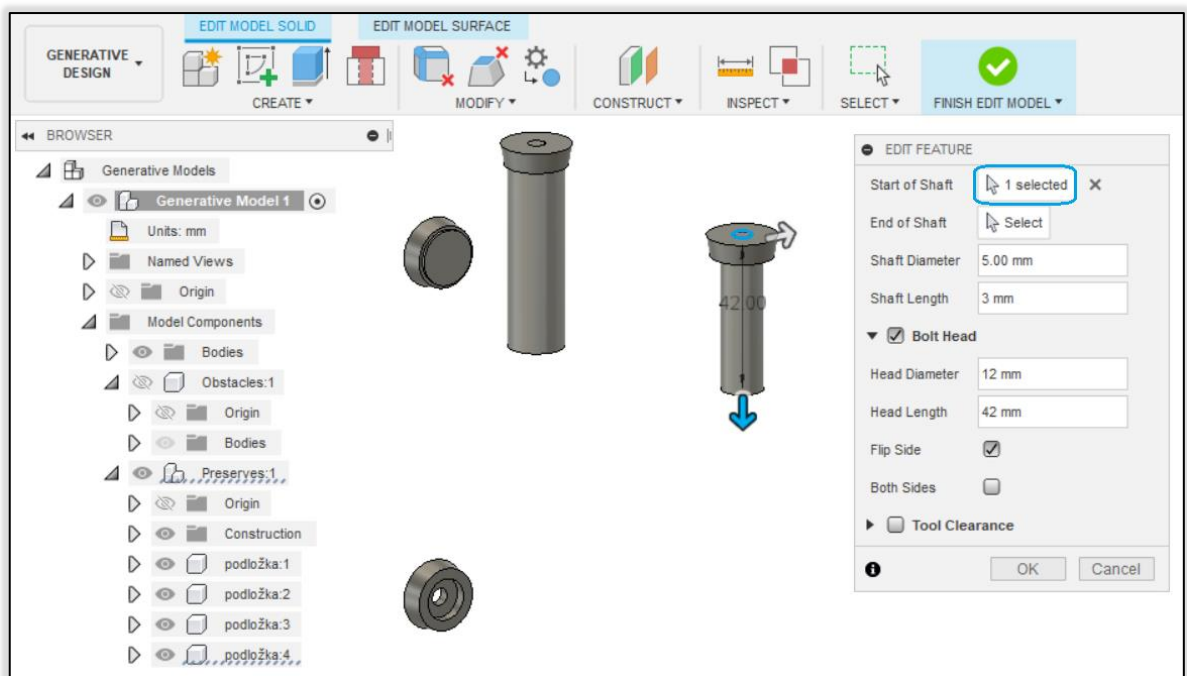 EDIT MODEL SOLID EDIT MODEL SURFACE
GENERATIVE
DESIGN
CREATE MODIFY CONSTRUCT INSPECT SELECT FINISH EDIT MODEL
BROWSER
Generative Models
Generative Model 1
Units: mm
Named Views
Origin
Model Components
Bodies
Obstacles:1
Origin
Bodies
Preserves:1
Origin
Construction
podložka:1
podložka:2
podložka:3
podložka:4
42.00
EDIT FEATURE
Start of Shaft 1 selected
End of Shaft Select
Shaft Diameter 5.00 mm
Shaft Length 3 mm
Bolt Head
Head Diameter 12 mm
Head Length 42 mm
Flip Side
Both Sides
Tool Clearance
OK Cancel